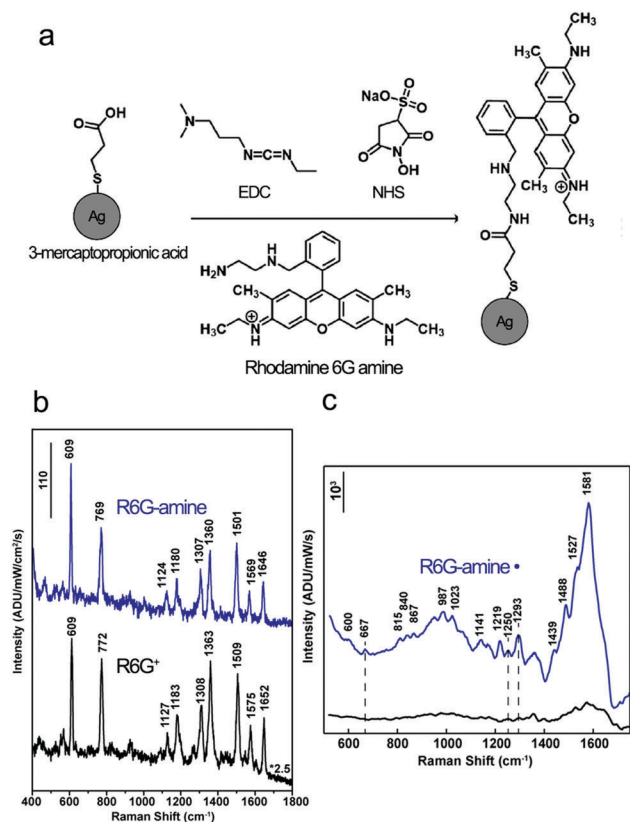 a
OH
O
S
Ag
3-mercaptopropionic acid
N
N=C=N
EDC
NaO
O
S
O
O
N
O
OH
NHS
H₂N
H
N
H₃C
CH₃
H₃C
N
H
+
O
NH
CH₃
Rhodamine 6G amine
CH₃
NH
H₃C
O
NH
CH₃
+
NH
CH₃
NH
O
S
Ag
b
110
609
769
R6G-amine
1124
1180
1307
1360
1501
1569
1646
609
772
R6G⁺
1127
1183
1308
1363
1509
1575
1652
*2.5
Intensity (ADU/mW/cm²/s)
400 600 800 1000 1200 1400 1600 1800
Raman Shift (cm⁻¹)
c
10³
R6G-amine •
600
667
815
840
867
987
1023
1141
1219
1250
1293
1439
1488
1527
1581
Intensity (ADU/mW/s)
600 800 1000 1200 1400 1600
Raman Shift (cm⁻¹)